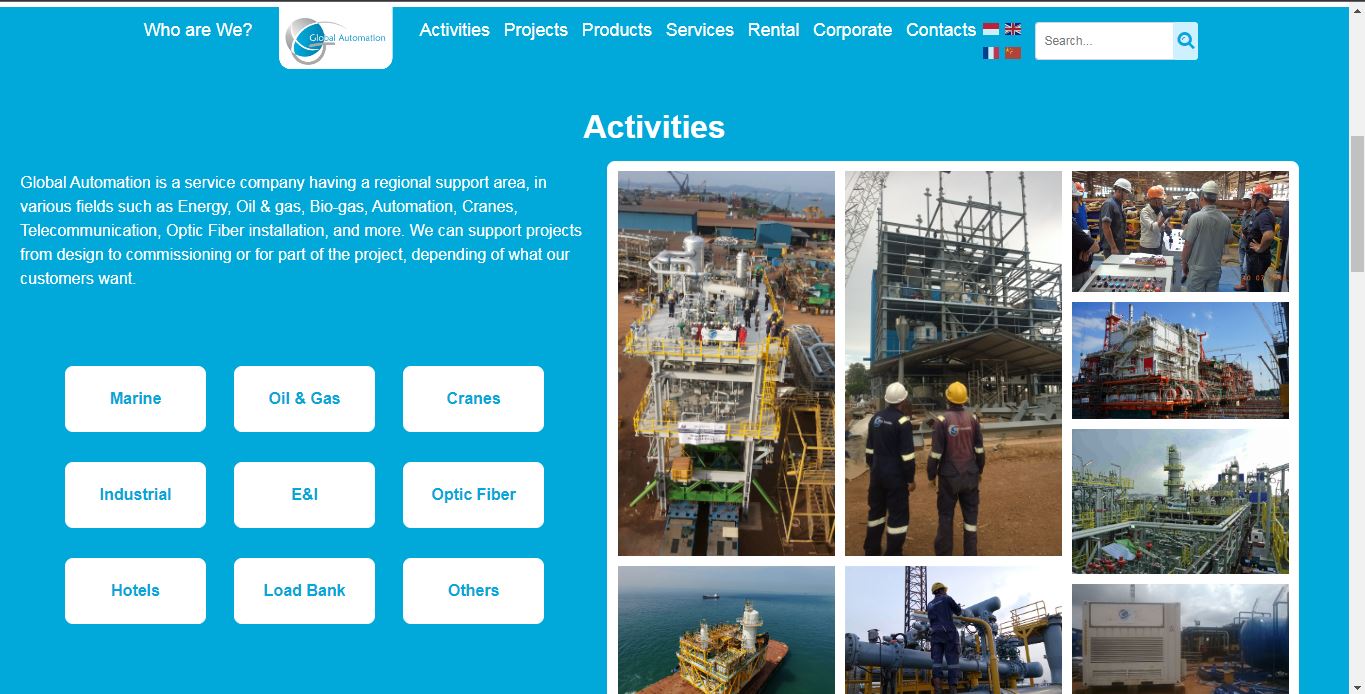 Who are We?
Global Automation
Activities
Projects
Products
Services
Rental
Corporate
Contacts
Search...
Activities
Global Automation is a service company having a regional support area, in
various fields such as Energy, Oil & gas, Bio-gas, Automation, Cranes,
Telecommunication, Optic Fiber installation, and more. We can support projects
from design to commissioning or for part of the project, depending of what our
customers want.
Marine
Oil & Gas
Cranes
Industrial
E&I
Optic Fiber
Hotels
Load Bank
Others